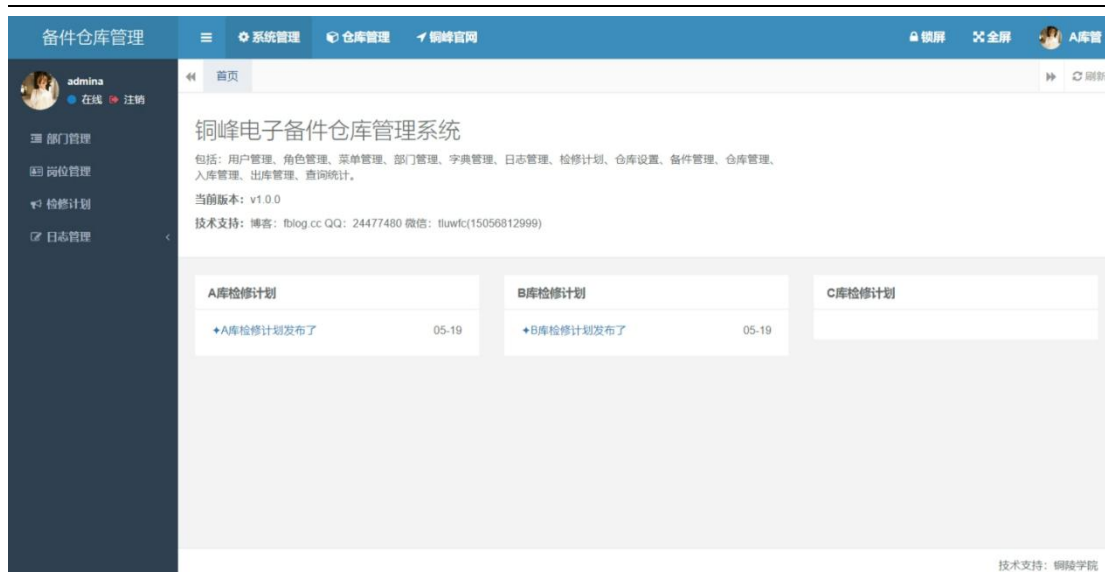 备件仓库管理
系统管理
仓库管理
铜峰官网
锁屏
全屏
A库管
admina
在线 注销
首页
刷新
部门管理
岗位管理
检修计划
日志管理
铜峰电子备件仓库管理系统
包括：用户管理、角色管理、菜单管理、部门管理、字典管理、日志管理、检修计划、仓库设置、备件管理、仓库管理、
入库管理、出库管理、查询统计。
当前版本：v1.0.0
技术支持：博客：fblog.cc QQ：24477480 微信：tluwfc(15056812999)
A库检修计划
✦A库检修计划发布了 05-19
B库检修计划
✦B库检修计划发布了 05-19
C库检修计划
技术支持：铜陵学院